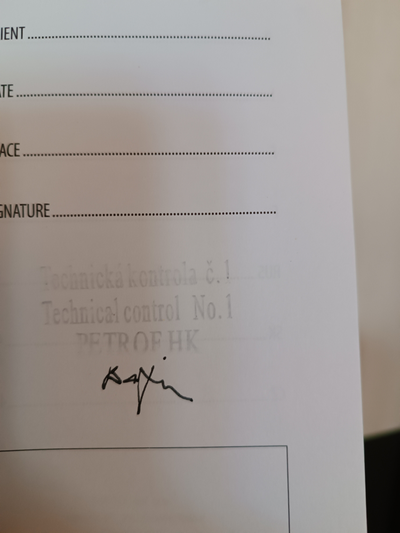 IENT
ATE
ACE
GNATURE
Technická kontrola č. 1
Technical control No. 1
PETROF HK